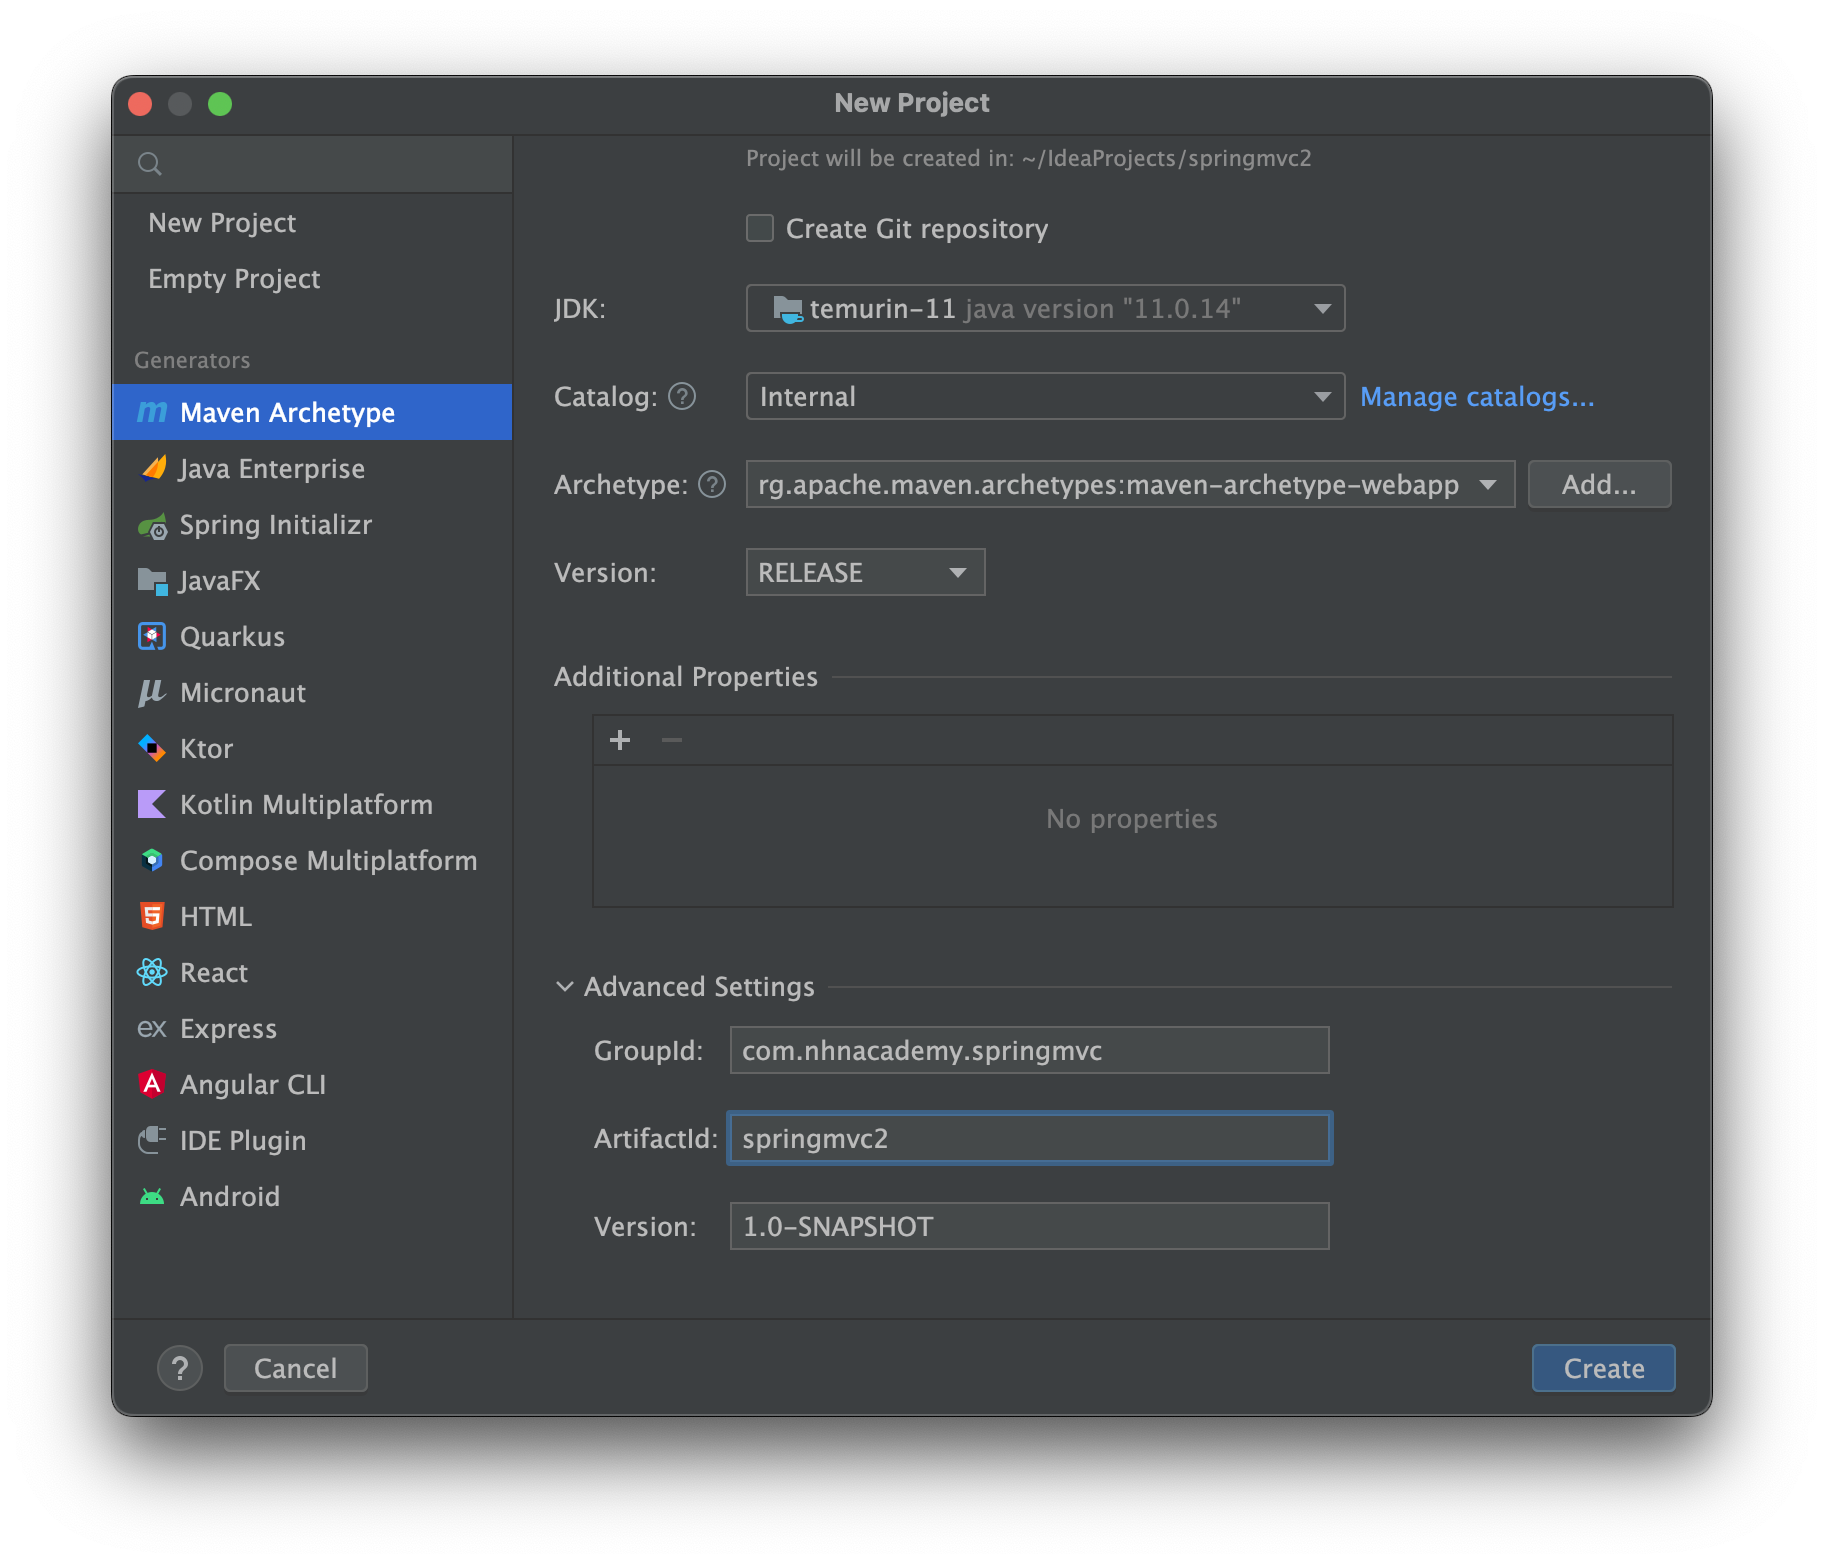 New Project
Project will be created in: ~/IdeaProjects/springmvc2
New Project
Empty Project
Generators
Maven Archetype
Java Enterprise
Spring Initializr
JavaFX
Quarkus
Micronaut
Ktor
Kotlin Multiplatform
Compose Multiplatform
HTML
React
ex Express
Angular CLI
IDE Plugin
Android
Create Git repository
JDK: temurin-11 java version "11.0.14"
Catalog: ? Internal Manage catalogs...
Archetype: ? rg.apache.maven.archetypes:maven-archetype-webapp Add...
Version: RELEASE
Additional Properties
No properties
Advanced Settings
GroupId: com.nhnacademy.springmvc
ArtifactId: springmvc2
Version: 1.0-SNAPSHOT
? Cancel Create